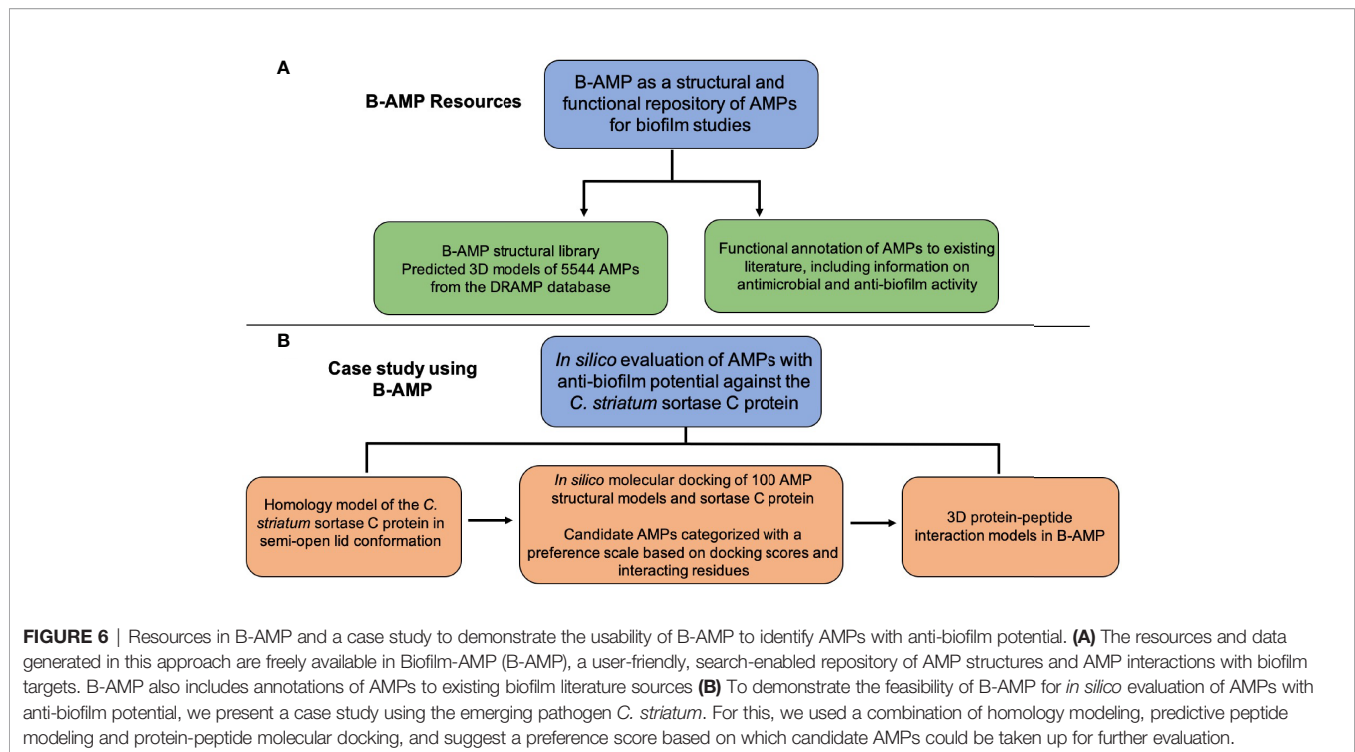 A
B-AMP Resources
B-AMP as a structural and
functional repository of AMPs
for biofilm studies
B-AMP structural library
Predicted 3D models of 5544 AMPs
from the DRAMP database
Functional annotation of AMPs to existing
literature, including information on
antimicrobial and anti-biofilm activity
B
Case study using
B-AMP
In silico evaluation of AMPs with
anti-biofilm potential against the
C. striatum sortase C protein
Homology model of the C.
striatum sortase C protein in
semi-open lid conformation
In silico molecular docking of 100 AMP
structural models and sortase C protein
Candidate AMPs categorized with a
preference scale based on docking scores and
interacting residues
3D protein-peptide
interaction models in B-AMP
FIGURE 6 | Resources in B-AMP and a case study to demonstrate the usability of B-AMP to identify AMPs with anti-biofilm potential. (A) The resources and data
generated in this approach are freely available in Biofilm-AMP (B-AMP), a user-friendly, search-enabled repository of AMP structures and AMP interactions with biofilm
targets. B-AMP also includes annotations of AMPs to existing biofilm literature sources (B) To demonstrate the feasibility of B-AMP for in silico evaluation of AMPs with
anti-biofilm potential, we present a case study using the emerging pathogen C. striatum. For this, we used a combination of homology modeling, predictive peptide
modeling and protein-peptide molecular docking, and suggest a preference score based on which candidate AMPs could be taken up for further evaluation.